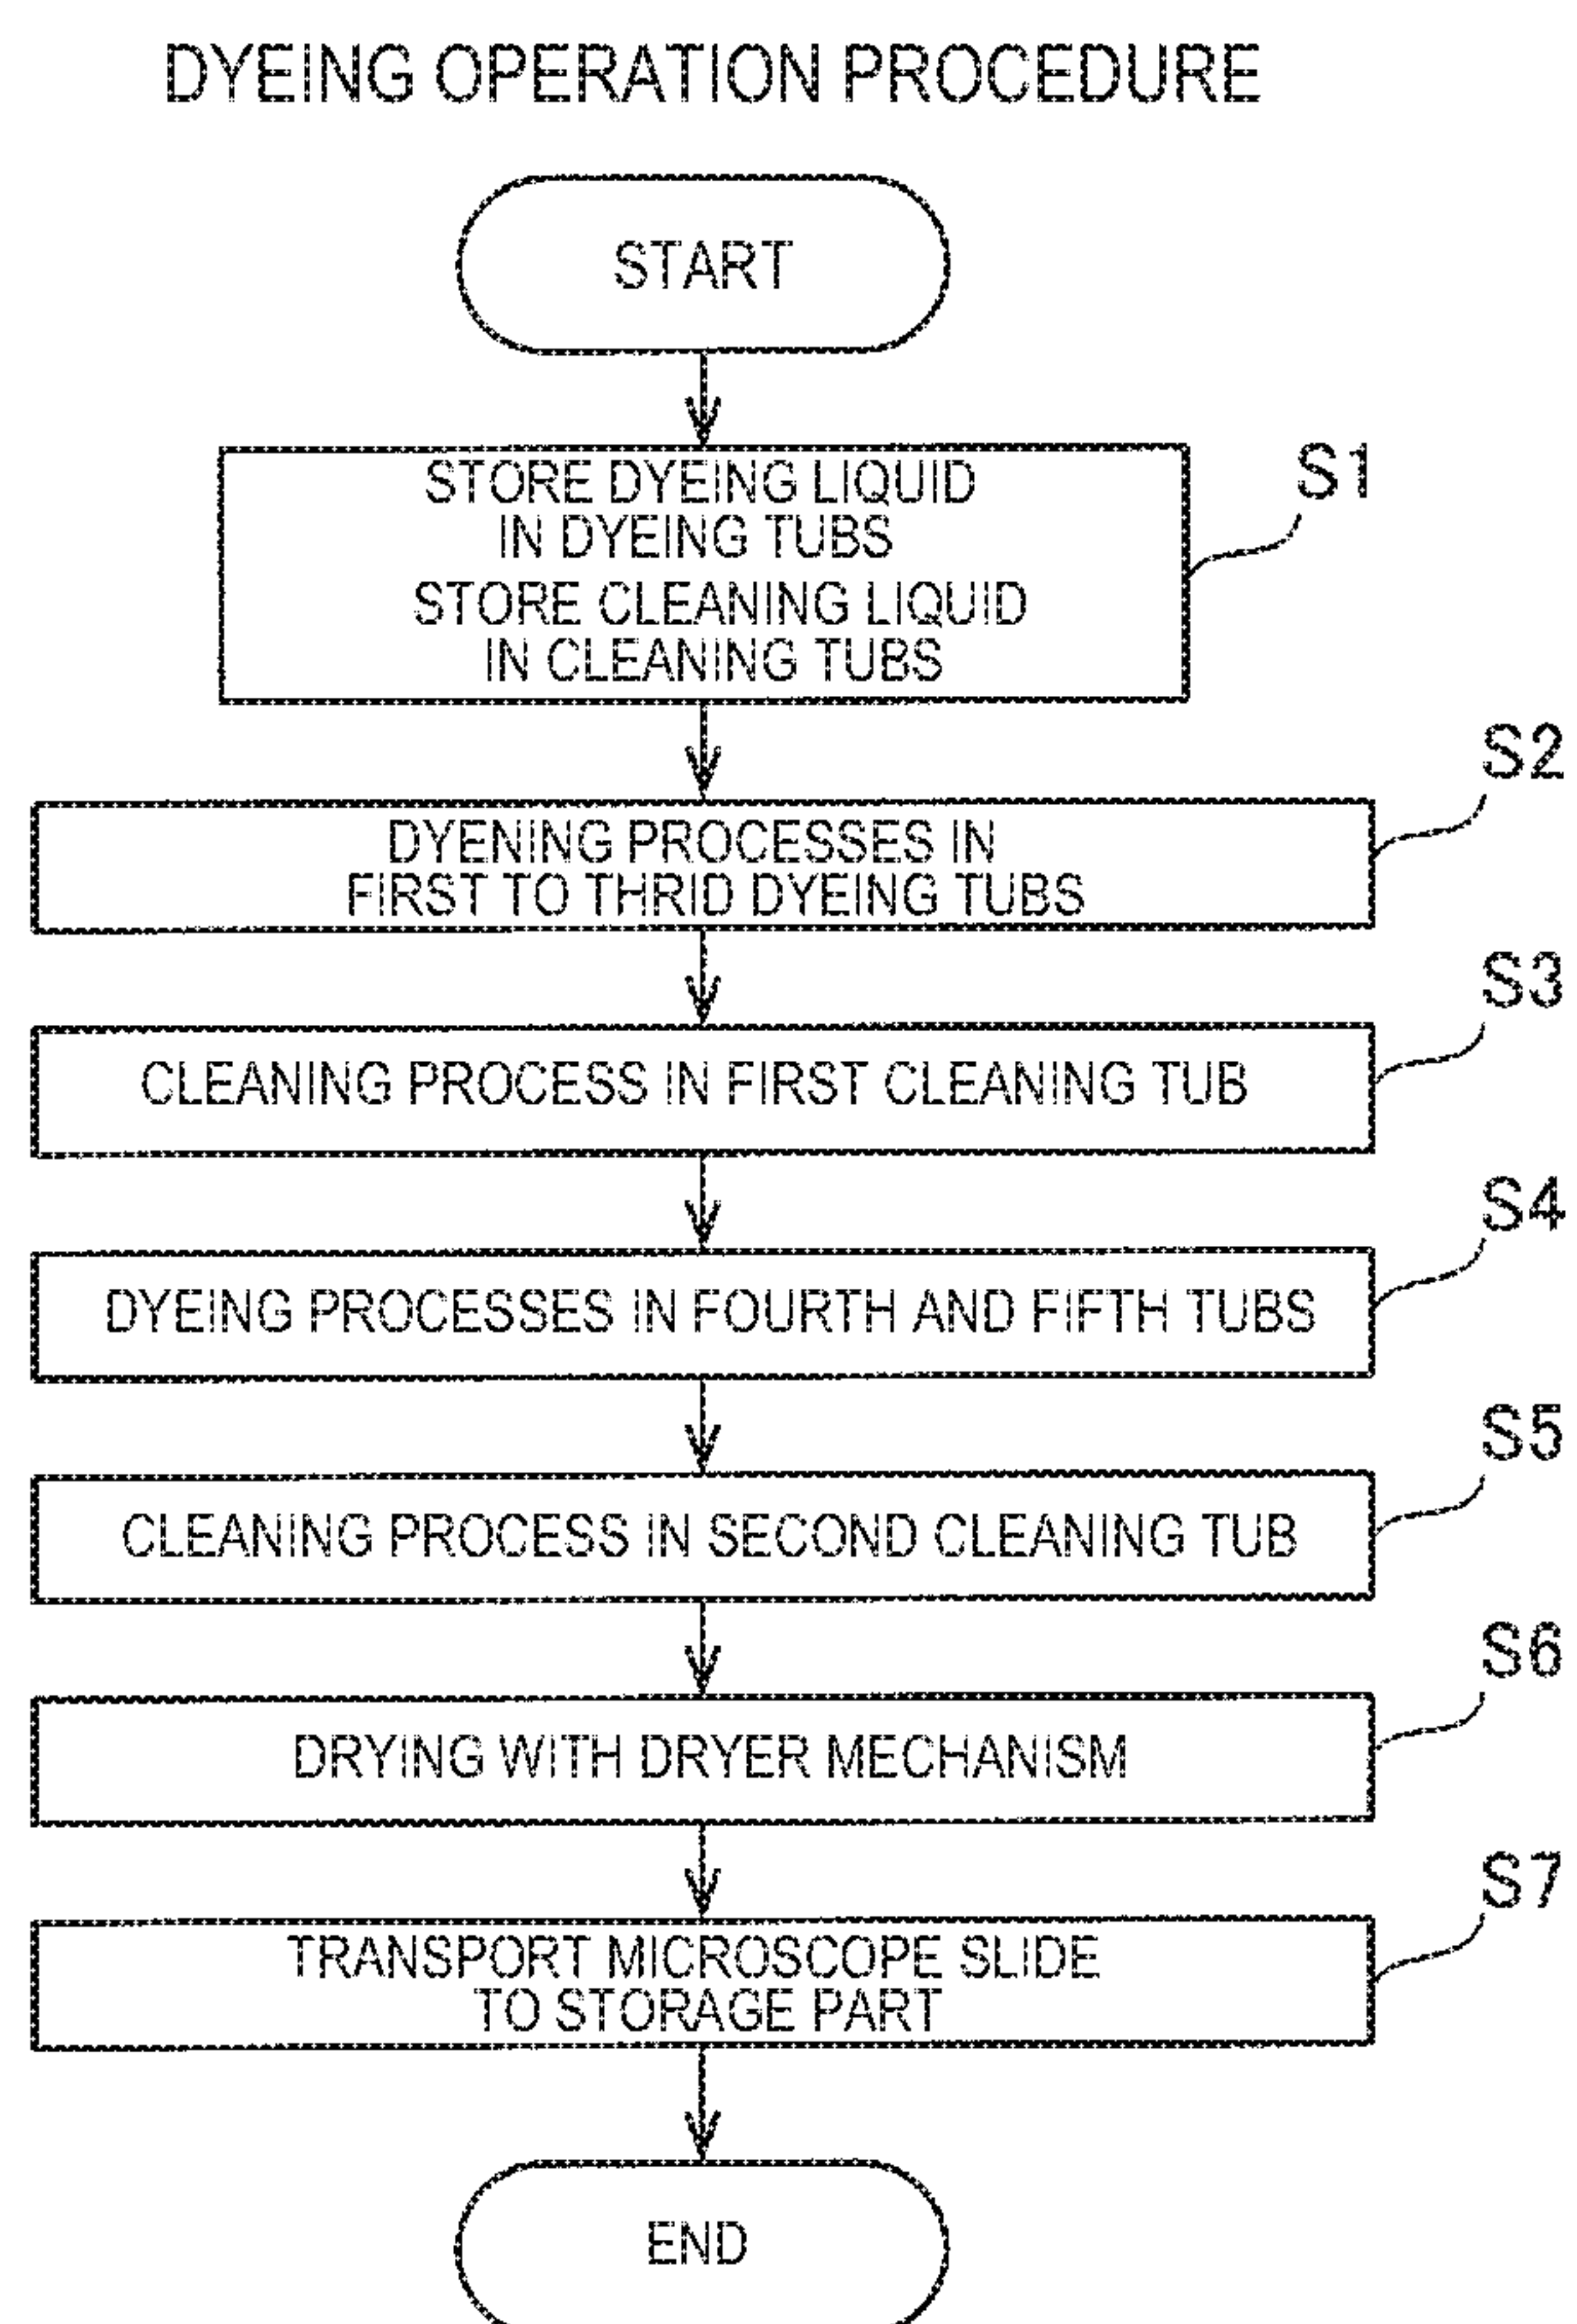 DYEING OPERATION PROCEDURE
START
STORE DYEING LIQUID
IN DYEING TUBS
STORE CLEANING LIQUID
IN CLEANING TUBS
S1
DYENING PROCESSES IN
FIRST TO THRID DYEING TUBS
S2
CLEANING PROCESS IN FIRST CLEANING TUB
S3
DYEING PROCESSES IN FOURTH AND FIFTH TUBS
S4
CLEANING PROCESS IN SECOND CLEANING TUB
S5
DRYING WITH DRYER MECHANISM
S6
TRANSPORT MICROSCOPE SLIDE
TO STORAGE PART
S7
END